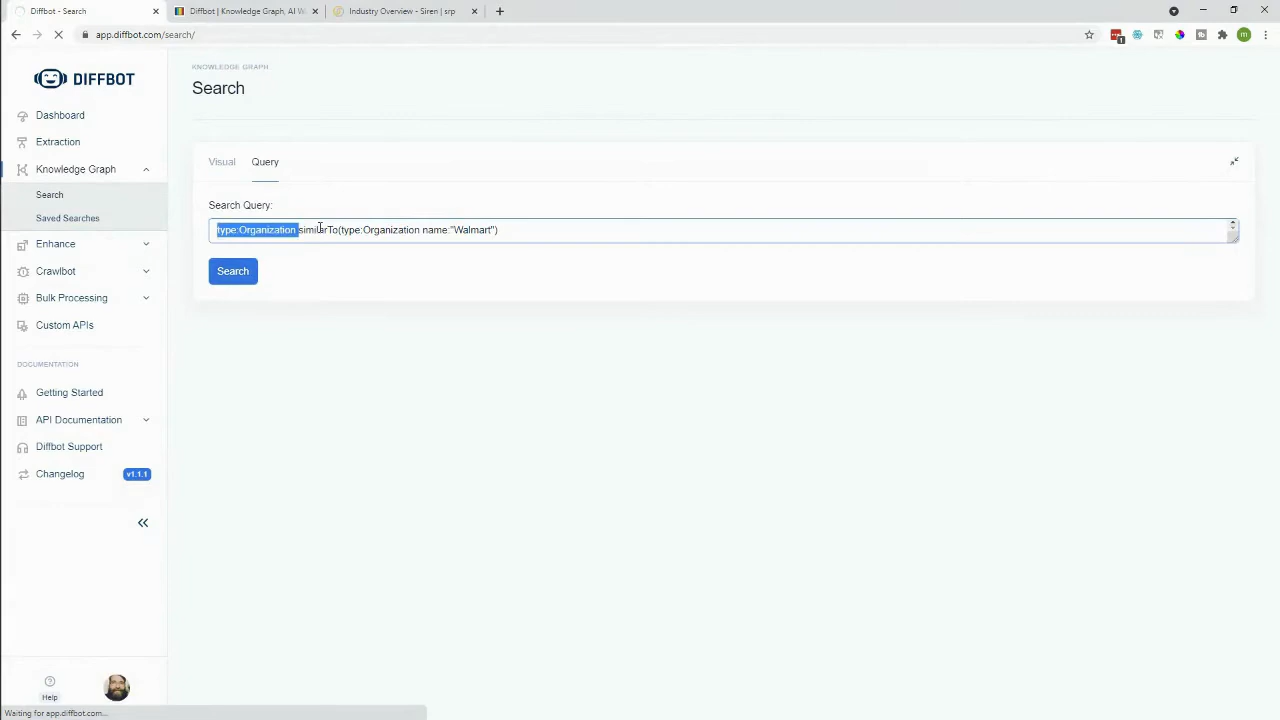 Diffbot - Search
Diffbot | Knowledge Graph, AI W
Industry Overview - Siren | srp
app.diffbot.com/search/
1
m
DIFFBOT
Dashboard
Extraction
Knowledge Graph
Search
Saved Searches
Enhance
Crawlbot
Bulk Processing
Custom APIs
DOCUMENTATION
Getting Started
API Documentation
Diffbot Support
Changelog v1.1.1
Help
Waiting for app.diffbot.com...
KNOWLEDGE GRAPH
Search
Visual Query
Search Query:
type:Organization similarTo(type:Organization name:"Walmart")
Search